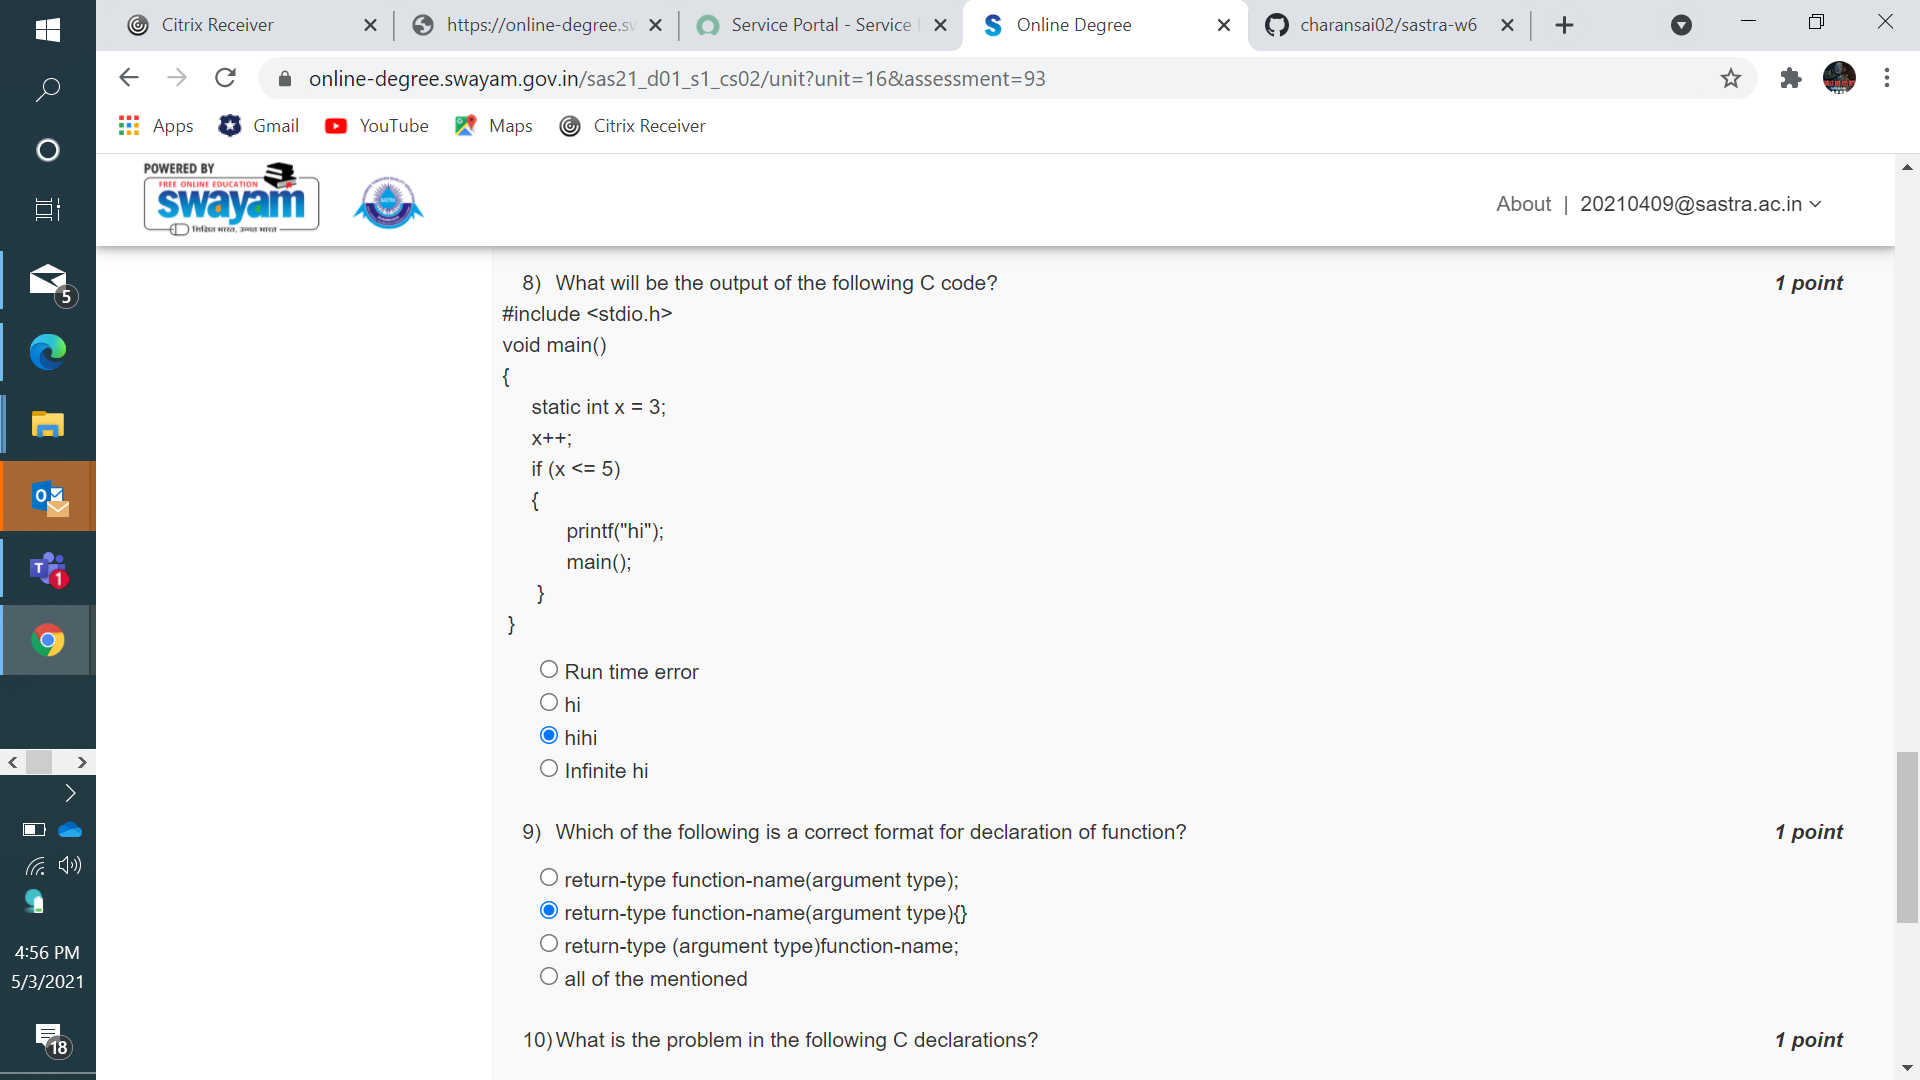 Citrix Receiver
https://online-degree.sw
Service Portal - Service
Online Degree
charansai02/sastra-w6
online-degree.swayam.gov.in/sas21_d01_s1_cs02/unit?unit=16&assessment=93
Apps
Gmail
YouTube
Maps
Citrix Receiver
POWERED BY
FREE ONLINE EDUCATION
swayam
शिक्षित भारत, उन्नत भारत
About | 20210409@sastra.ac.in
8) What will be the output of the following C code? 1 point
#include <stdio.h>
void main()
{
static int x = 3;
x++;
if (x <= 5)
{
printf("hi");
main();
}
}
Run time error
hi
hihi
Infinite hi
9) Which of the following is a correct format for declaration of function? 1 point
return-type function-name(argument type);
return-type function-name(argument type){}
return-type (argument type)function-name;
all of the mentioned
10) What is the problem in the following C declarations? 1 point
5
1
4:56 PM
5/3/2021
18